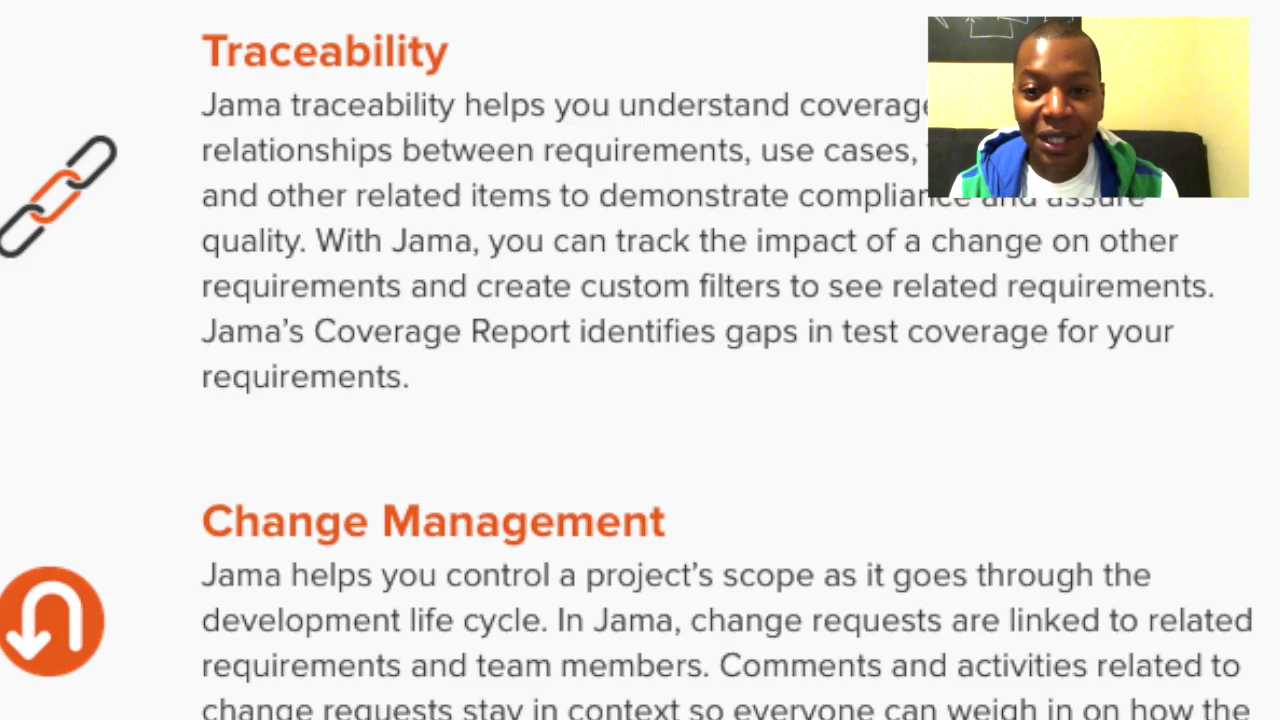 Traceability
Jama traceability helps you understand coverage
relationships between requirements, use cases,
and other related items to demonstrate compliance and assure
quality. With Jama, you can track the impact of a change on other
requirements and create custom filters to see related requirements.
Jama’s Coverage Report identifies gaps in test coverage for your
requirements.
Change Management
Jama helps you control a project’s scope as it goes through the
development life cycle. In Jama, change requests are linked to related
requirements and team members. Comments and activities related to
change requests stay in context so everyone can weigh in on how the